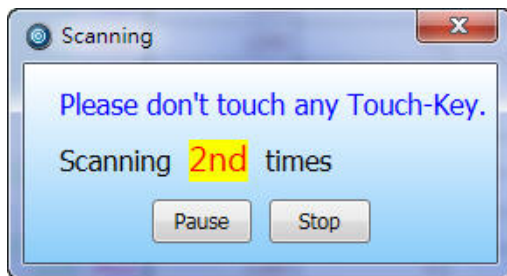 Scanning
Please don't touch any Touch-Key.
Scanning 2nd times
Pause Stop